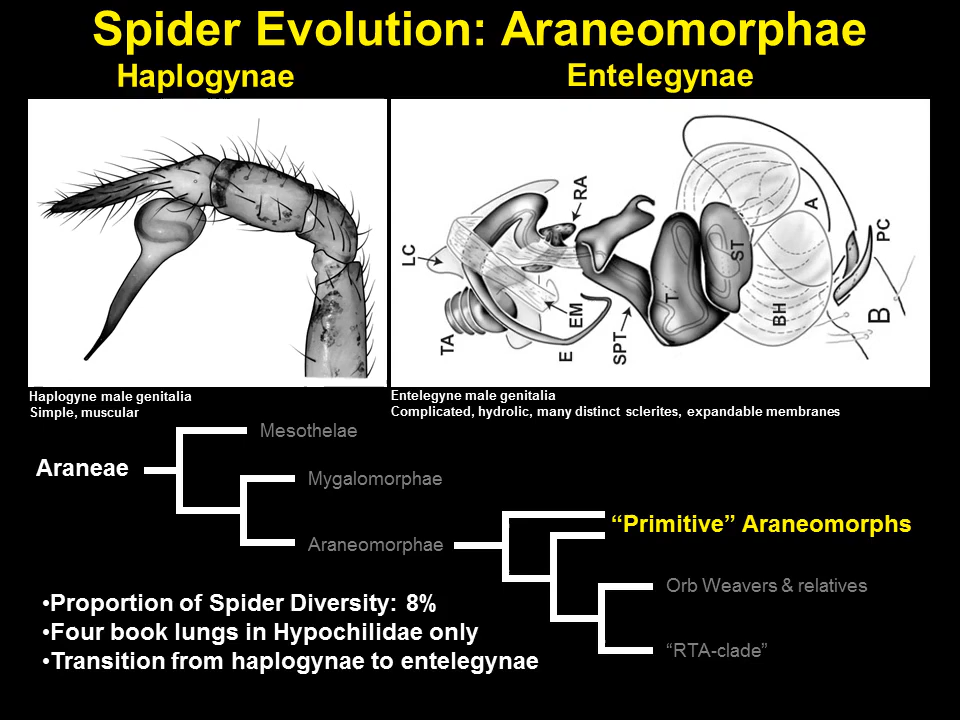 Spider Evolution: Araneomorphae
Haplogynae
Entelegynae
LC
RA
A
PC
ST
T
BH
B
EM
TA
E
SPT
Haplogyne male genitalia
Simple, muscular
Entelegyne male genitalia
Complicated, hydrolic, many distinct sclerites, expandable membranes
Mesothelae
Araneae
Mygalomorphae
“Primitive” Araneomorphs
Araneomorphae
Orb Weavers & relatives
•Proportion of Spider Diversity: 8%
•Four book lungs in Hypochilidae only
“RTA-clade”
•Transition from haplogynae to entelegynae